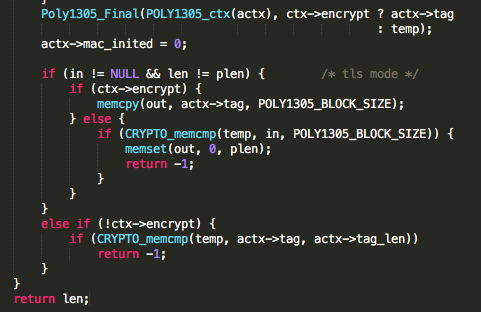 }
Poly1305_Final(POLY1305_ctx(actx), ctx->encrypt ? actx->tag
: temp);
actx->mac_inited = 0;
if (in != NULL && len != plen) { /* tls mode */
if (ctx->encrypt) {
memcpy(out, actx->tag, POLY1305_BLOCK_SIZE);
} else {
if (CRYPTO_memcmp(temp, in, POLY1305_BLOCK_SIZE)) {
memset(out, 0, plen);
return -1;
}
}
}
else if (!ctx->encrypt) {
if (CRYPTO_memcmp(temp, actx->tag, actx->tag_len))
return -1;
}
}
return len;